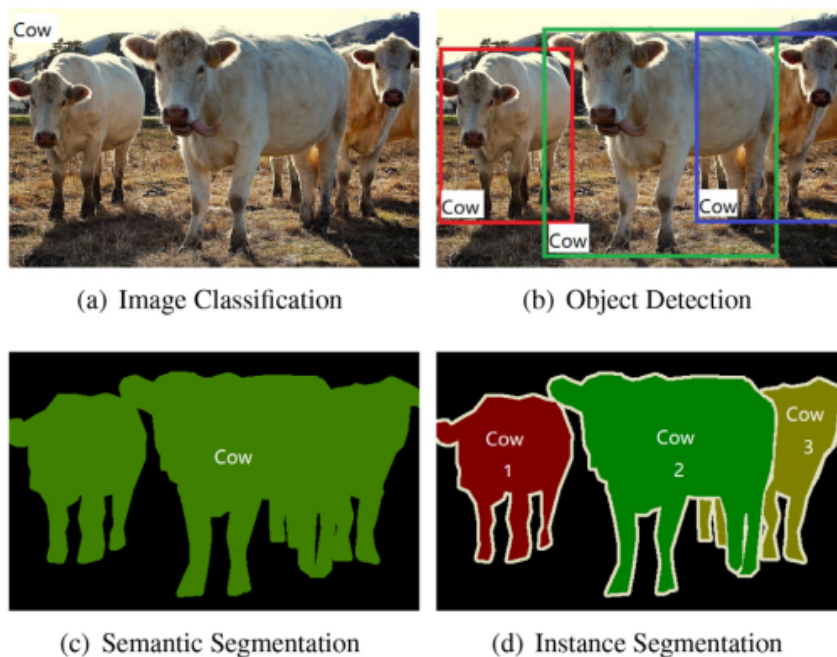 Cow
Cow
Cow
Cow
(a) Image Classification
(b) Object Detection
Cow
Cow
1
Cow
2
Cow
3
(c) Semantic Segmentation
(d) Instance Segmentation